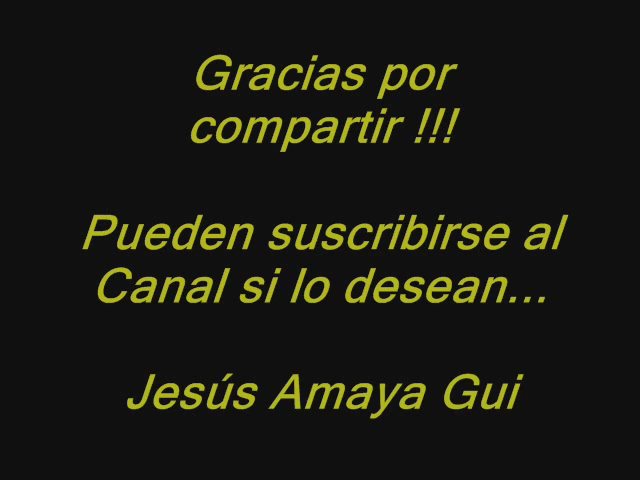 Gracias por
compartir !!!
Pueden suscribirse al
Canal si lo desean...
Jesús Amaya Gui